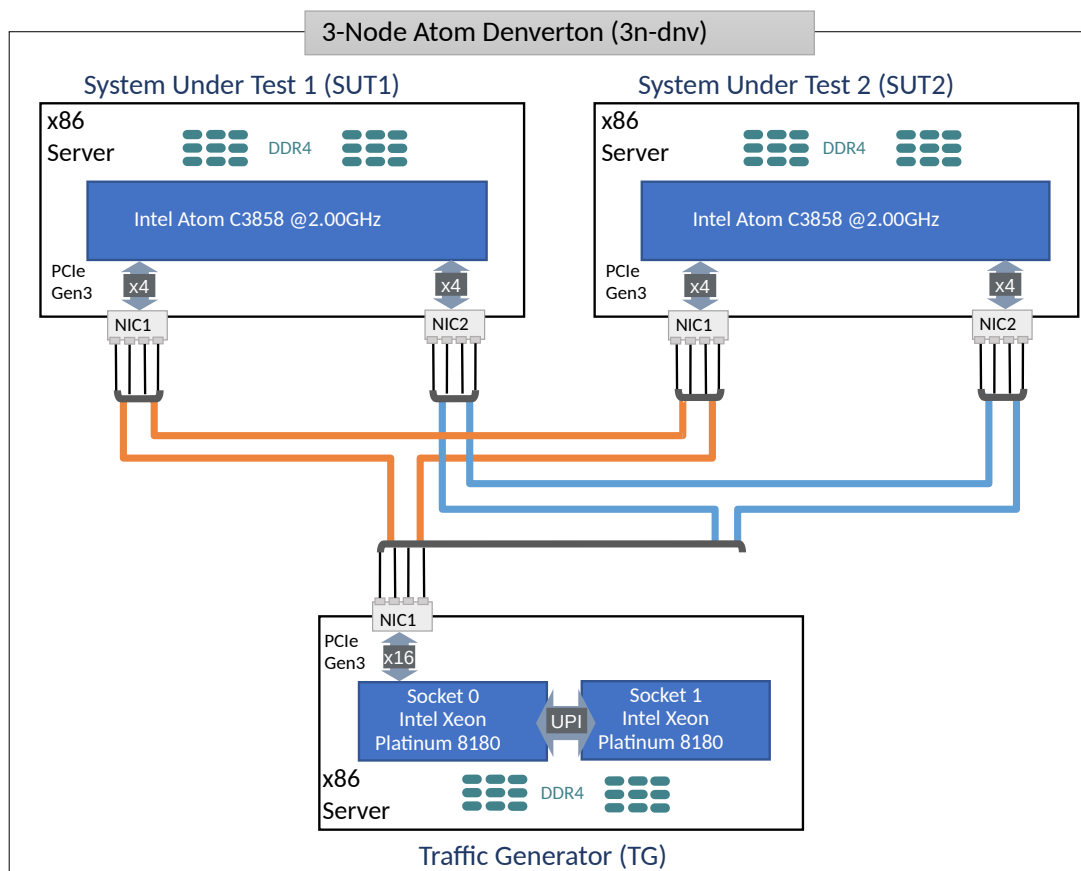 3-Node Atom Denverton (3n-dnv)
System Under Test 1 (SUT1)
x86
Server
DDR4
Intel Atom C3858 @2.00GHz
PCIe
Gen3
x4
x4
NIC1
NIC2
System Under Test 2 (SUT2)
x86
Server
DDR4
Intel Atom C3858 @2.00GHz
PCIe
Gen3
x4
x4
NIC1
NIC2
NIC1
PCIe
Gen3
x16
Socket 0
Intel Xeon
Platinum 8180
UPI
Socket 1
Intel Xeon
Platinum 8180
x86
Server
DDR4
Traffic Generator (TG)